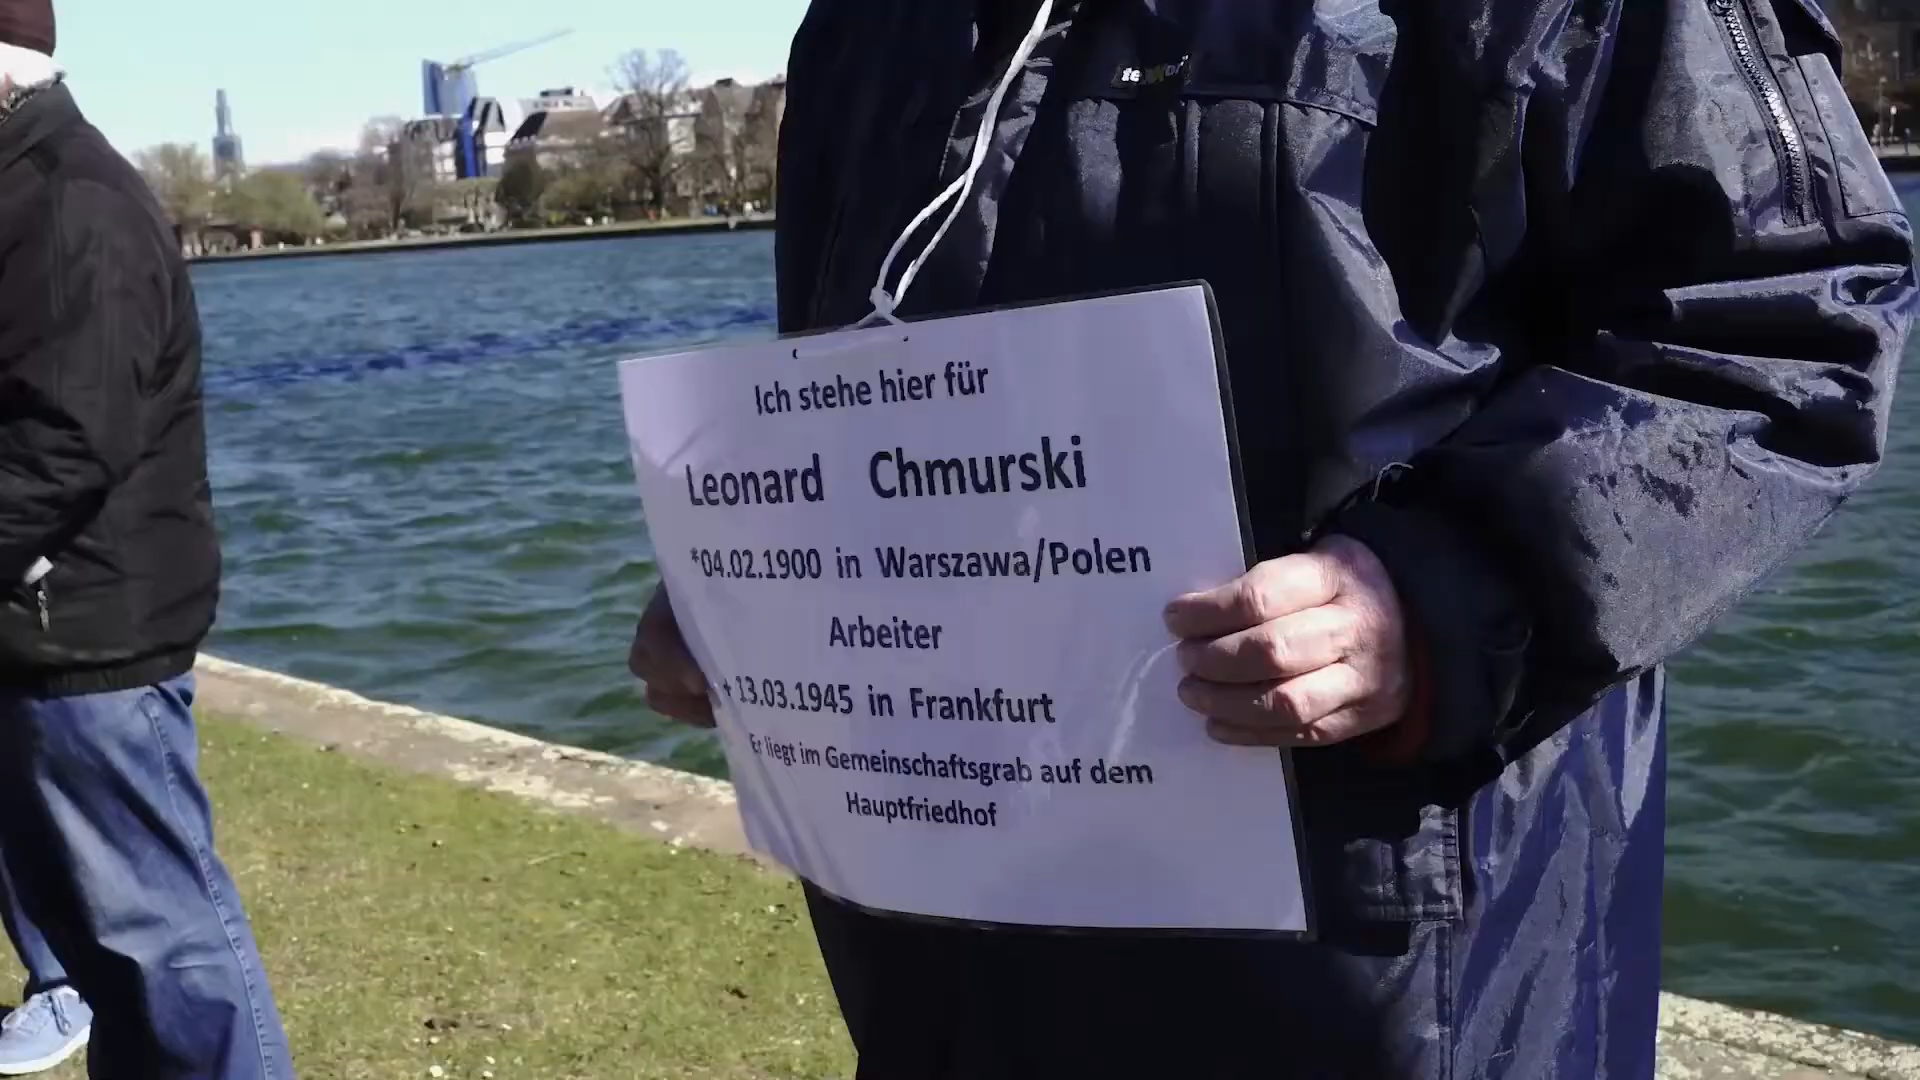 Ich stehe hier für
Leonard Chmurski
*04.02.1900 in Warszawa/Polen
Arbeiter
+ 13.03.1945 in Frankfurt
Er liegt im Gemeinschaftsgrab auf dem
Hauptfriedhof